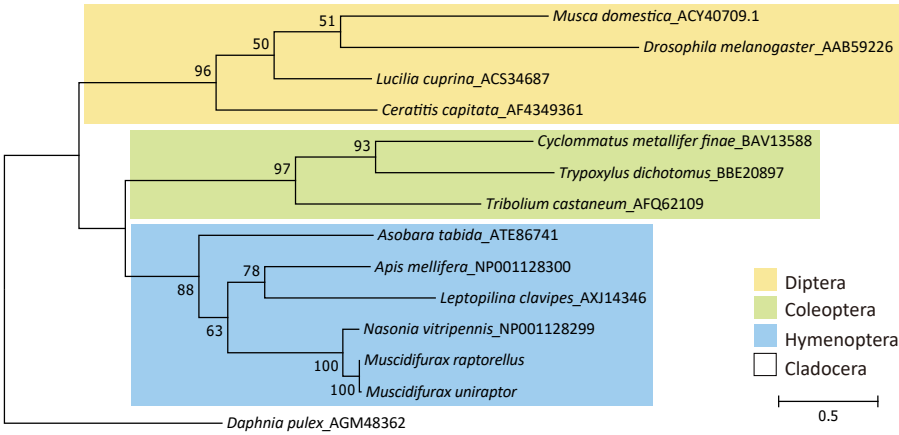 51
Musca domestica_ACY40709.1
50
Drosophila melanogaster_AAB59226
96
Lucilia cuprina_ACS34687
Ceratitis capitata_AF4349361
93
Cyclommatus metallifer finae_BAV13588
97
Trypoxylus dichotomus_BBE20897
Tribolium castaneum_AFQ62109
Asobara tabida_ATE86741
88
78
Apis mellifera_NP001128300
Leptopilina clavipes_AXJ14346
63
Nasonia vitripennis_NP001128299
100
Muscidifurax raptorellus
100
Muscidifurax uniraptor
Daphnia pulex_AGM48362
Diptera
Coleoptera
Hymenoptera
Cladocera
0.5